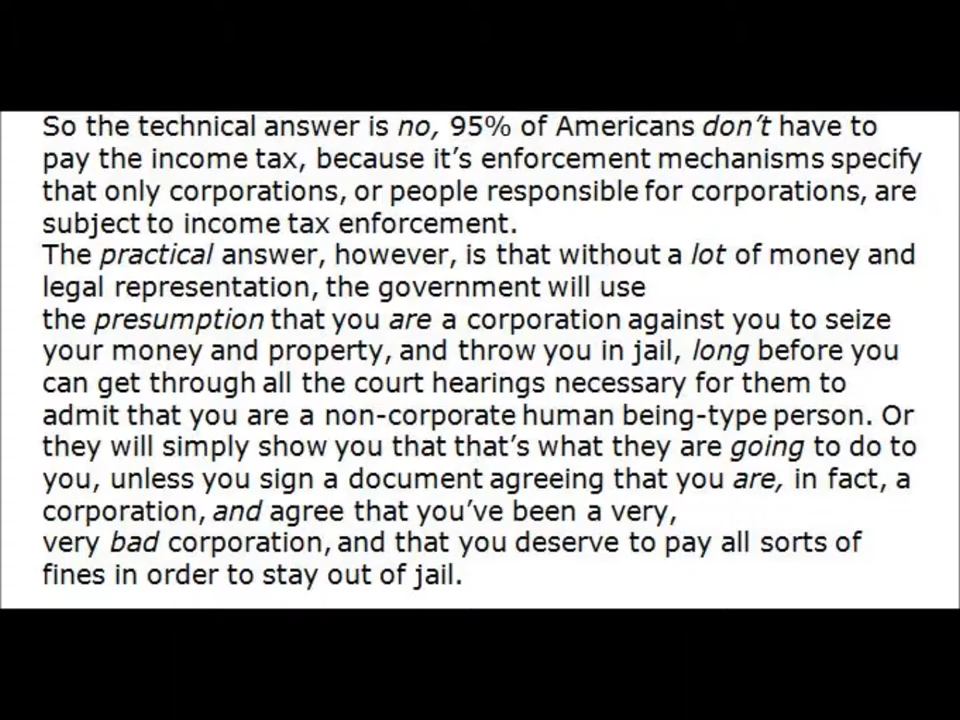 So the technical answer is no, 95% of Americans don't have to
pay the income tax, because it's enforcement mechanisms specify
that only corporations, or people responsible for corporations, are
subject to income tax enforcement.
The practical answer, however, is that without a lot of money and
legal representation, the government will use
the presumption that you are a corporation against you to seize
your money and property, and throw you in jail, long before you
can get through all the court hearings necessary for them to
admit that you are a non-corporate human being-type person. Or
they will simply show you that that's what they are going to do to
you, unless you sign a document agreeing that you are, in fact, a
corporation, and agree that you've been a very,
very bad corporation, and that you deserve to pay all sorts of
fines in order to stay out of jail.